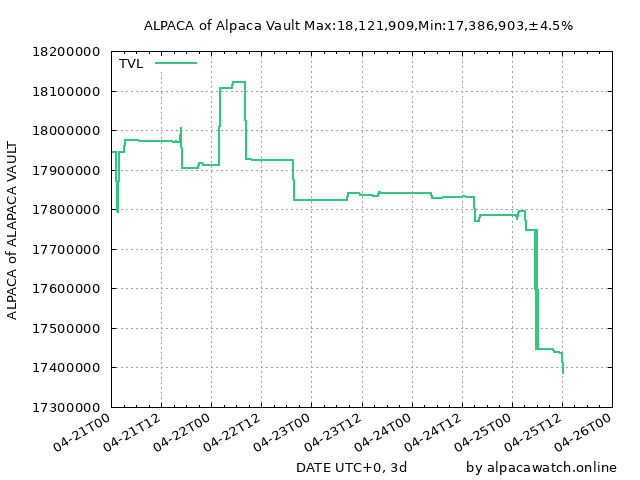 ALPACA of Alpaca Vault Max:18,121,909,Min:17,386,903,±4.5%
TVL
18200000
18100000
18000000
17900000
17800000
17700000
17600000
17500000
17400000
17300000
ALPACA of ALAPACA VAULT
04-21T00
04-21T12
04-22T00
04-22T12
04-23T00
04-23T12
04-24T00
04-24T12
04-25T00
04-25T12
04-26T00
DATE UTC+0, 3d
by alpacawatch.online